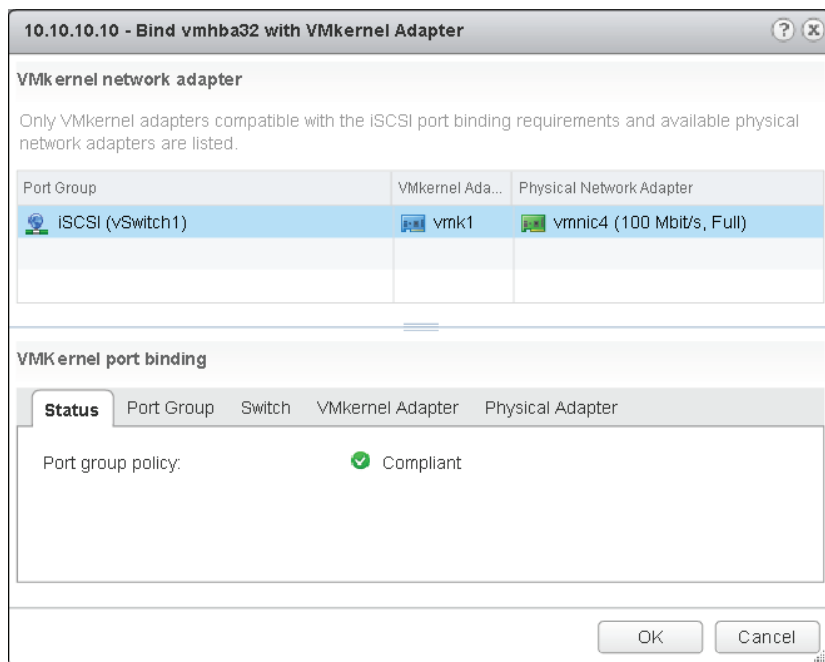 10.10.10.10 - Bind vmhba32 with VMkernel Adapter
VMkernel network adapter
Only VMkernel adapters compatible with the iSCSI port binding requirements and available physical
network adapters are listed.
Port Group VMkernel Ada... Physical Network Adapter
iSCSI (vSwitch1) vmk1 vmnic4 (100 Mbit/s, Full)
VMKernel port binding
Status Port Group Switch VMkernel Adapter Physical Adapter
Port group policy: Compliant
OK Cancel